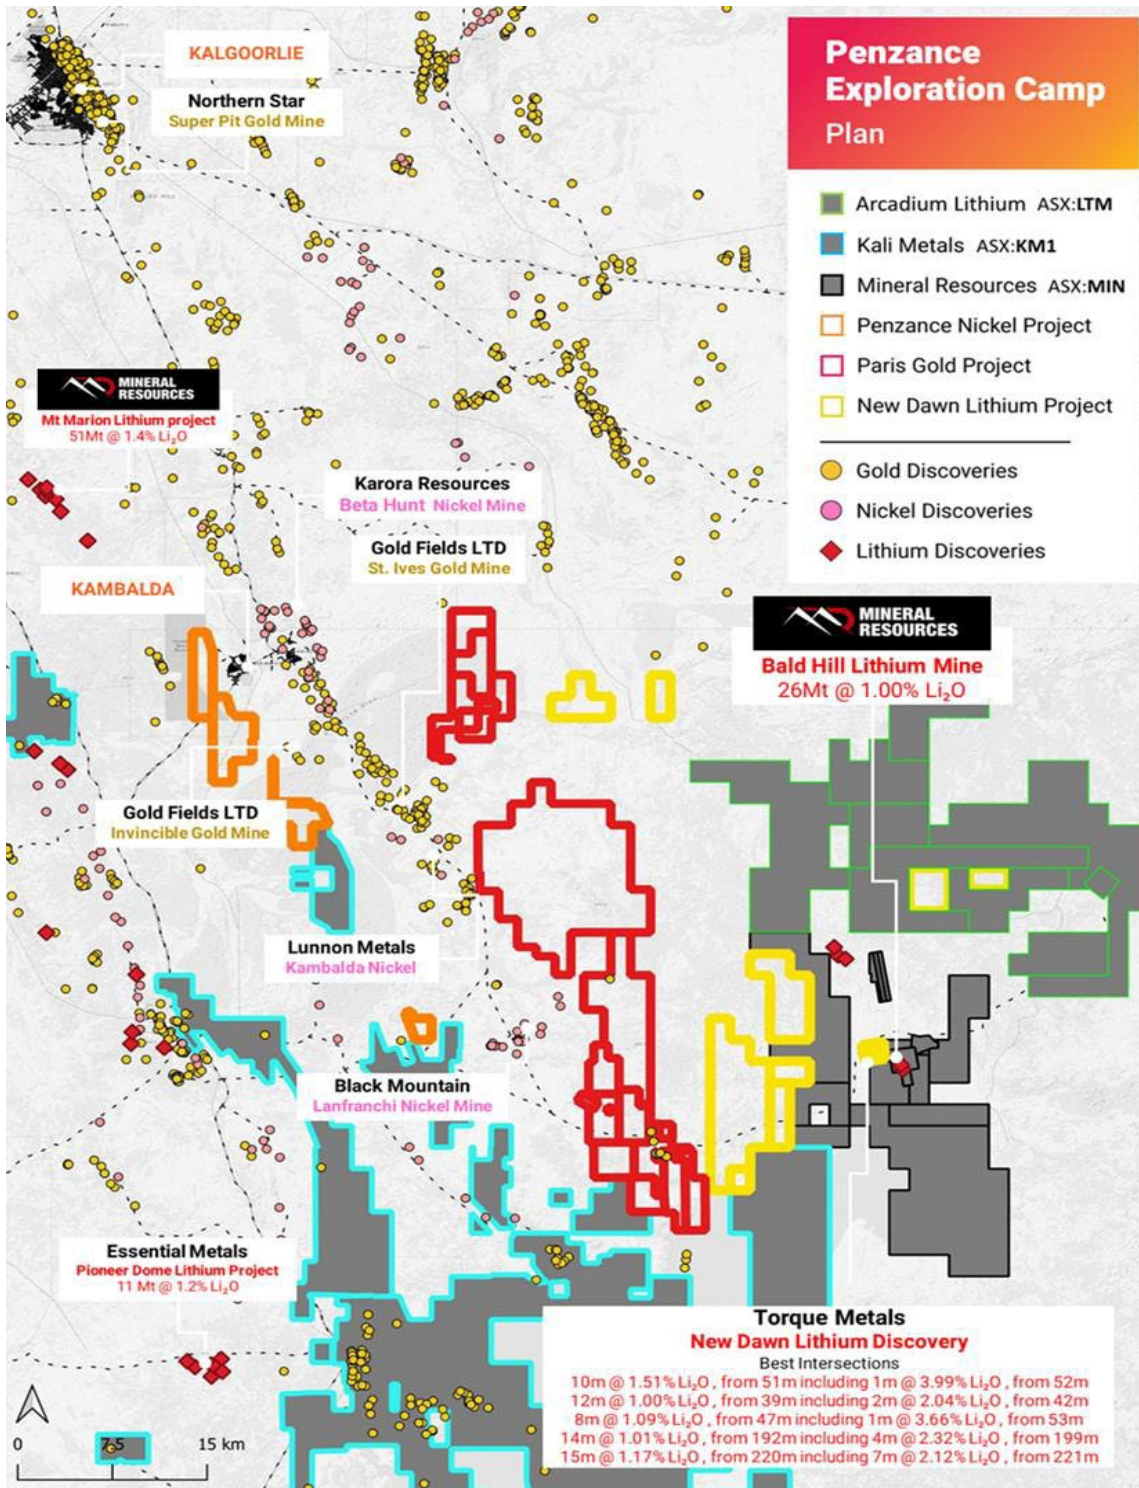 Penzance
Exploration Camp
Plan
Arcadium Lithium ASX:LTM
Kali Metals ASX:KM1
Mineral Resources ASX:MIN
Penzance Nickel Project
Paris Gold Project
New Dawn Lithium Project
Gold Discoveries
Nickel Discoveries
Lithium Discoveries
KALGOORLIE
Northern Star
Super Pit Gold Mine
MINERAL
RESOURCES
Mt Marion Lithium project
51Mt @ 1.4% Li₂O
Karora Resources
Beta Hunt Nickel Mine
Gold Fields LTD
St. Ives Gold Mine
KAMBALDA
MINERAL
RESOURCES
Bald Hill Lithium Mine
26Mt @ 1.00% Li₂O
Gold Fields LTD
Invincible Gold Mine
Lunnon Metals
Kambalda Nickel
Black Mountain
Lanfranchi Nickel Mine
Essential Metals
Pioneer Dome Lithium Project
11 Mt @ 1.2% Li₂O
Torque Metals
New Dawn Lithium Discovery
Best Intersections
10m @ 1.51% Li₂O , from 51m including 1m @ 3.99% Li₂O , from 52m
12m @ 1.00% Li₂O , from 39m including 2m @ 2.04% Li₂O , from 42m
8m @ 1.09% Li₂O , from 47m including 1m @ 3.66% Li₂O , from 53m
14m @ 1.01% Li₂O , from 192m including 4m @ 2.32% Li₂O , from 199m
15m @ 1.17% Li₂O , from 220m including 7m @ 2.12% Li₂O , from 221m
0 7.5 15 km